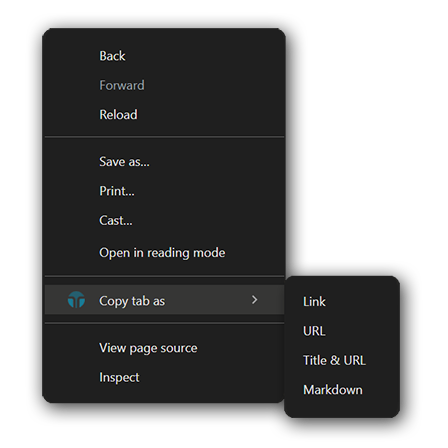 Back
Forward
Reload
Save as...
Print...
Cast...
Open in reading mode
Copy tab as
Link
URL
Title & URL
Markdown
View page source
Inspect